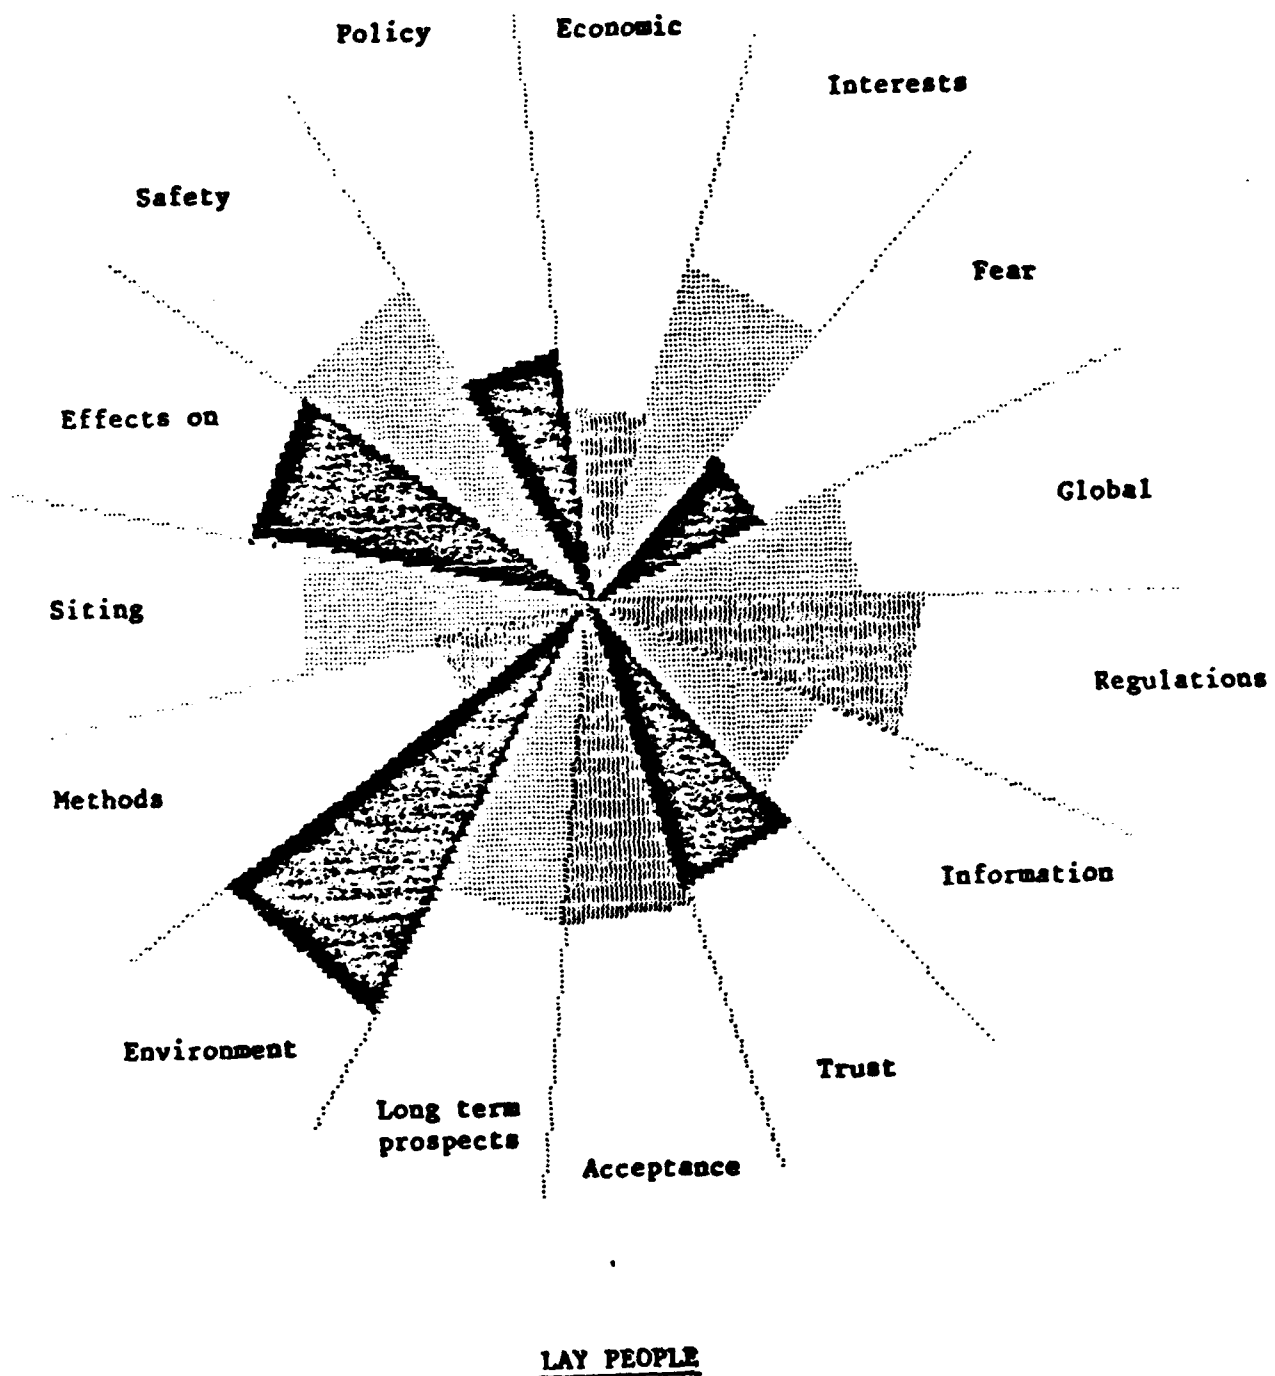 Policy
Economic
Interests
Safety
Fear
Effects on
Global
Siting
Regulations
Methods
Information
Environment
Trust
Long term
prospects
Acceptance
LAY PEOPLE